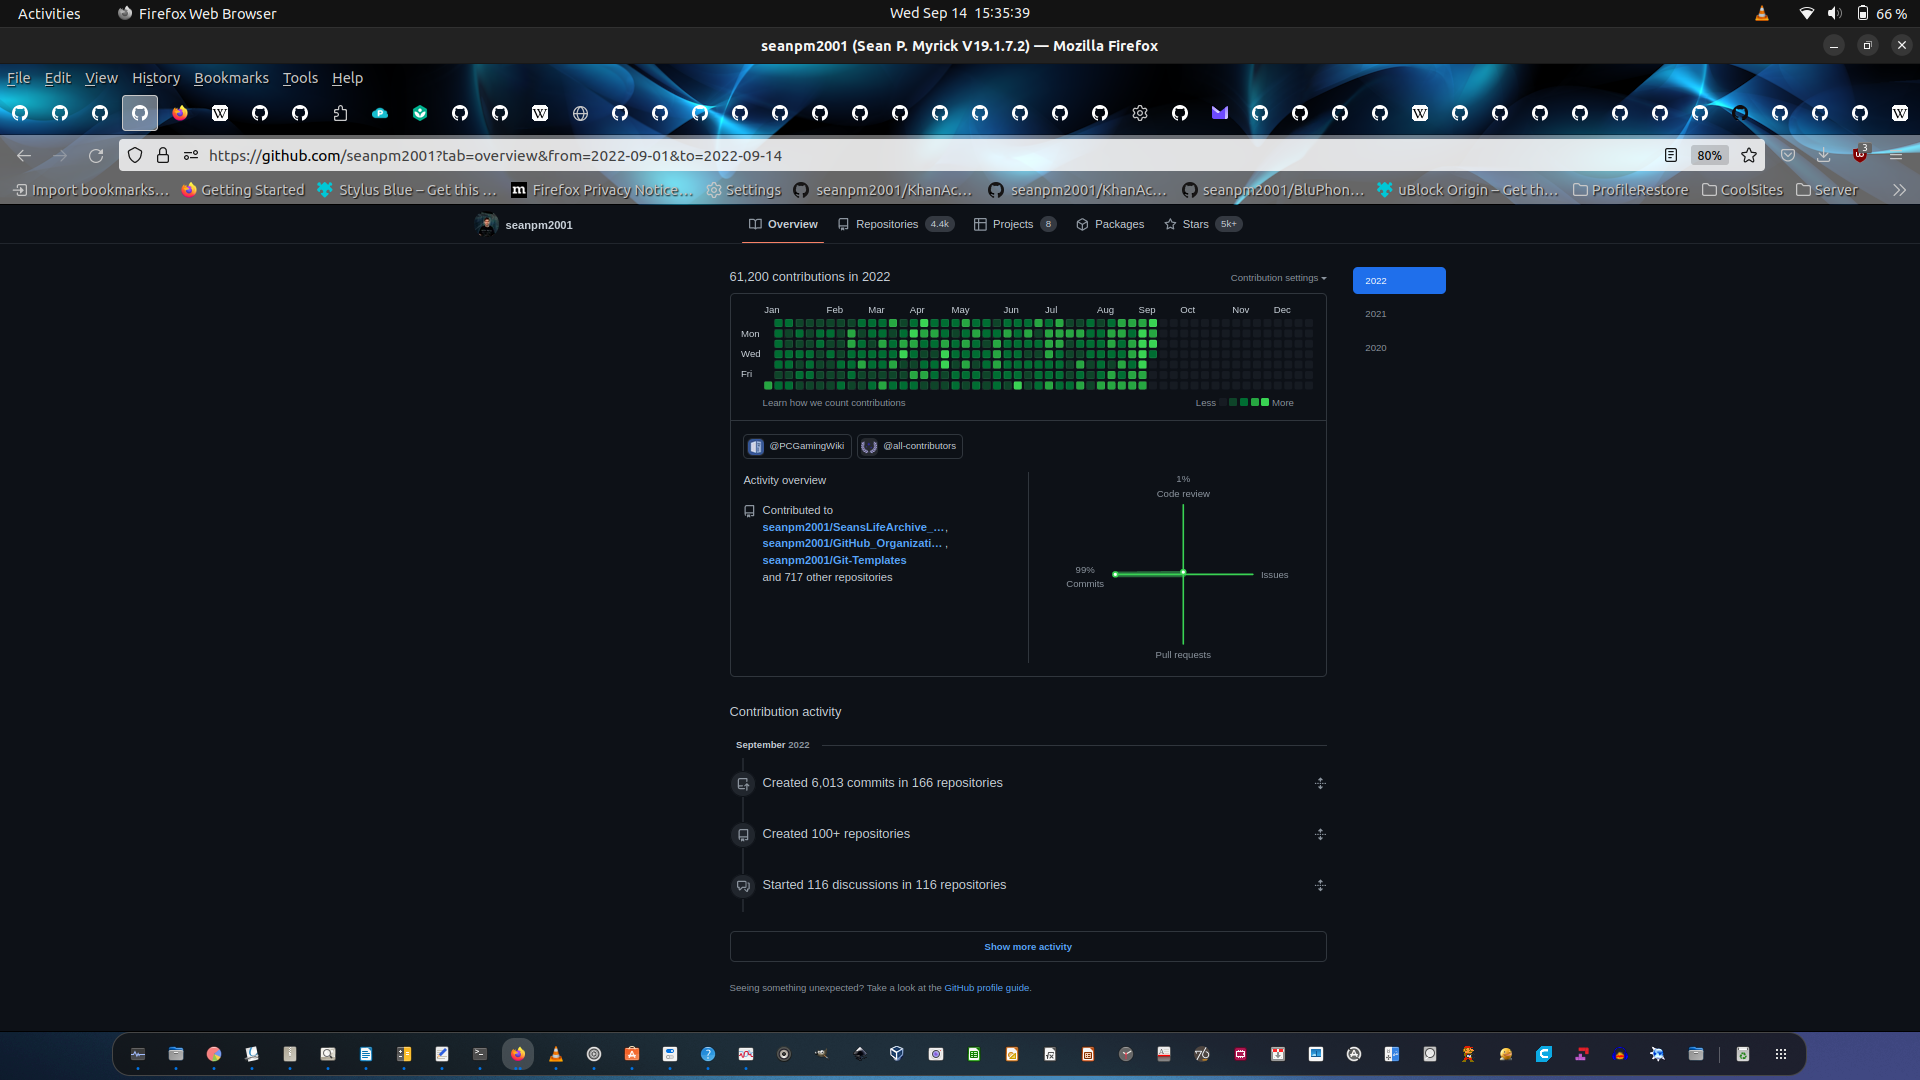 Activities
Firefox Web Browser
Wed Sep 14 15:35:39
66 %
seanpm2001 (Sean P. Myrick V19.1.7.2) — Mozilla Firefox
File Edit View History Bookmarks Tools Help
https://github.com/seanpm2001?tab=overview&from=2022-09-01&to=2022-09-14
80%
3
Import bookmarks… Getting Started Stylus Blue – Get this … Firefox Privacy Notice… Settings seanpm2001/KhanAc… seanpm2001/KhanAc… seanpm2001/BluPhon… uBlock Origin – Get th… ProfileRestore CoolSites Server
seanpm2001
Overview Repositories 4.4k Projects 8 Packages Stars 5k+
61,200 contributions in 2022
Contribution settings
2022
2021
2020
Jan Feb Mar Apr May Jun Jul Aug Sep Oct Nov Dec
Mon
Wed
Fri
Learn how we count contributions
Less More
@PCGamingWiki @all-contributors
Activity overview
Contributed to
seanpm2001/SeansLifeArchive_…,
seanpm2001/GitHub_Organizati… ,
seanpm2001/Git-Templates
and 717 other repositories
1%
Code review
99%
Commits
Issues
Pull requests
Contribution activity
September 2022
Created 6,013 commits in 166 repositories
Created 100+ repositories
Started 116 discussions in 116 repositories
Show more activity
Seeing something unexpected? Take a look at the GitHub profile guide.
76